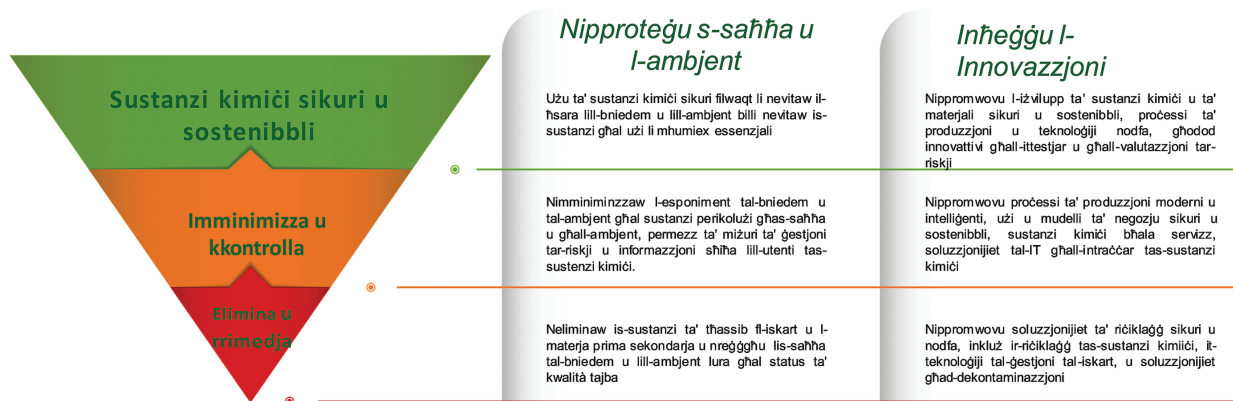 Sustanzi kimiċi sikuri u
sostenibbli
Imminimizza u
kkontrolla
Elimina u
rrimedja
Nipproteġu s-saħħa u
l-ambjent
Użu ta' sustanzi kimiċi sikuri filwaqt li nevitaw il-
ħsara lill-bniedem u lill-ambjent billi nevitaw is-
sustanzi għal użi li mhumiex essenzjali
Nimminiminzzaw l-esponiment tal-bniedem u
tal-ambjent għal sustanzi perikolużi għas-saħħa
u għall-ambjent, permezz ta' miżuri ta' ġestjoni
tar-riskji u informazzjoni sħiħa lill-utenti tas-
sustenzi kimiċi.
Neliminaw is-sustanzi ta' tħassib fl-iskart u l-
materja prima sekondarja u nreġġgħu lis-saħħa
tal-bniedem u lill-ambjent lura għal status ta'
kwalità tajba
Inħeġġu l-
Innovazzjoni
Nippromwovu l-iżvilupp ta' sustanzi kimiċi u ta'
materjali sikuri u sostenibbli, proċessi ta'
produzzjoni u teknoloġiji nodfa, għodod
innovattivi għall-ittestjar u għall-valutazzjoni tar-
riskji
Nippromwovu proċessi ta' produzzjoni moderni u
intelliġenti, użi u mudelli ta' negozju sikuri u
sostenibbli, sustanzi kimiċi bħala servizz,
soluzzjonijiet tal-IT għall-intraċċar tas-sustanzi
kimiċi
Nippromwovu soluzzjonijiet ta' riċiklaġġ sikuri u
nodfa, inkluż ir-riċiklaġġ tas-sustanzi kimiiċi, it-
teknoloġiji tal-ġestjoni tal-iskart, u soluzzjonijiet
għad-dekontaminazzjoni